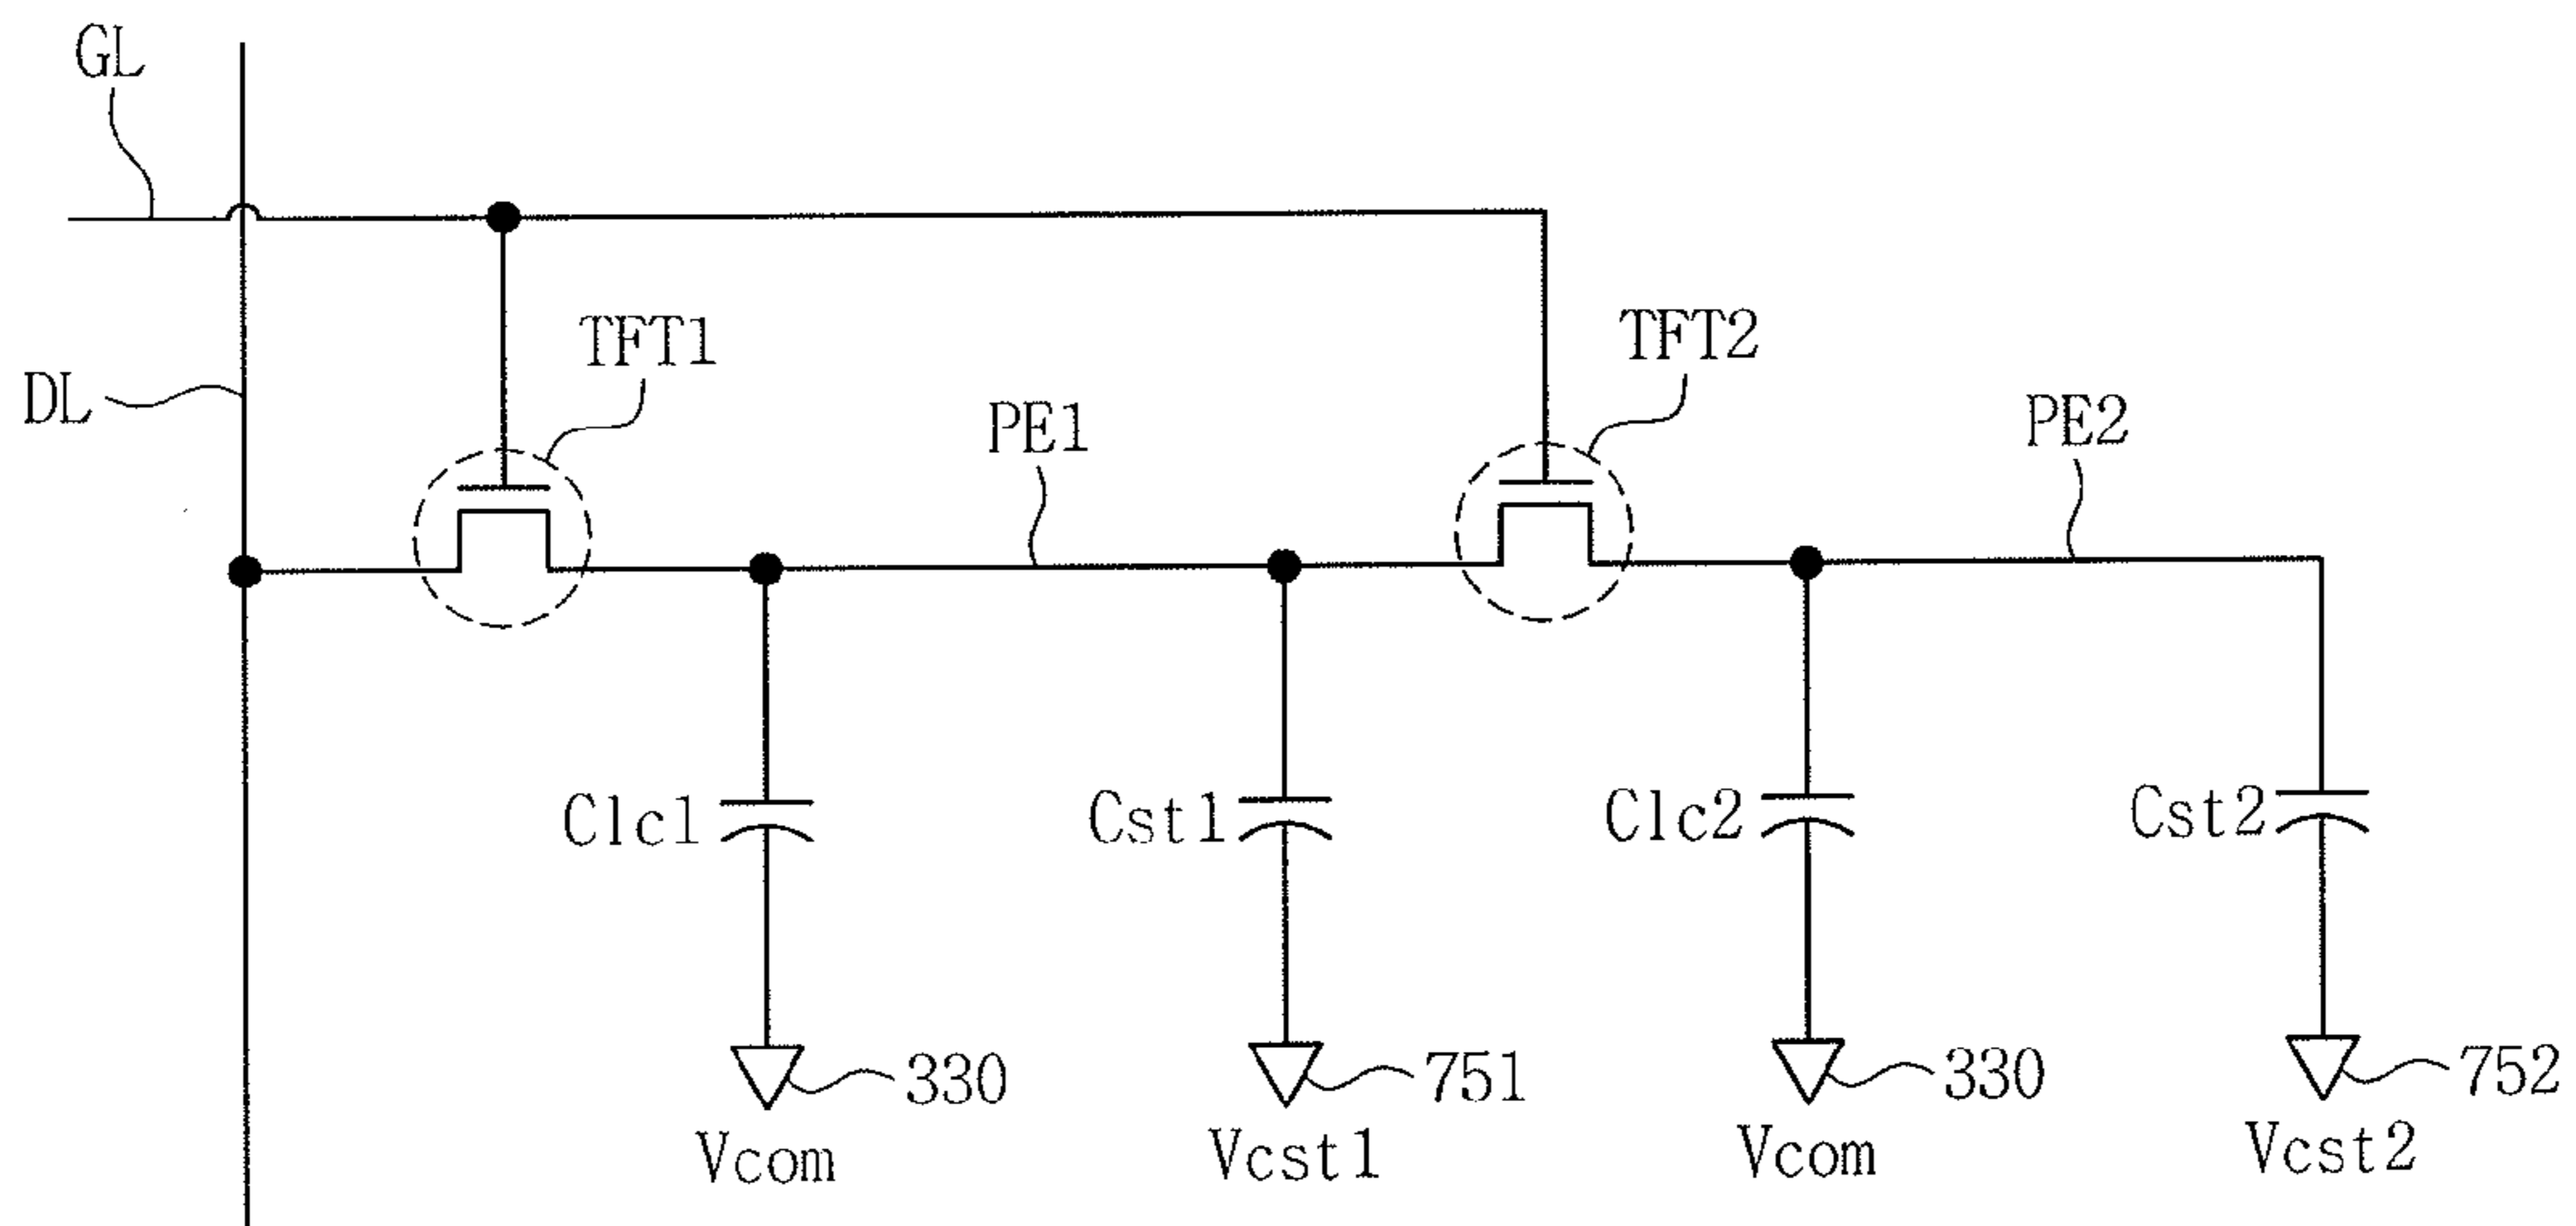 GL
TFT1
TFT2
DL
PE1
PE2
Clc1
Cst1
Clc2
Cst2
330
751
330
752
Vcom
Vcst1
Vcom
Vcst2